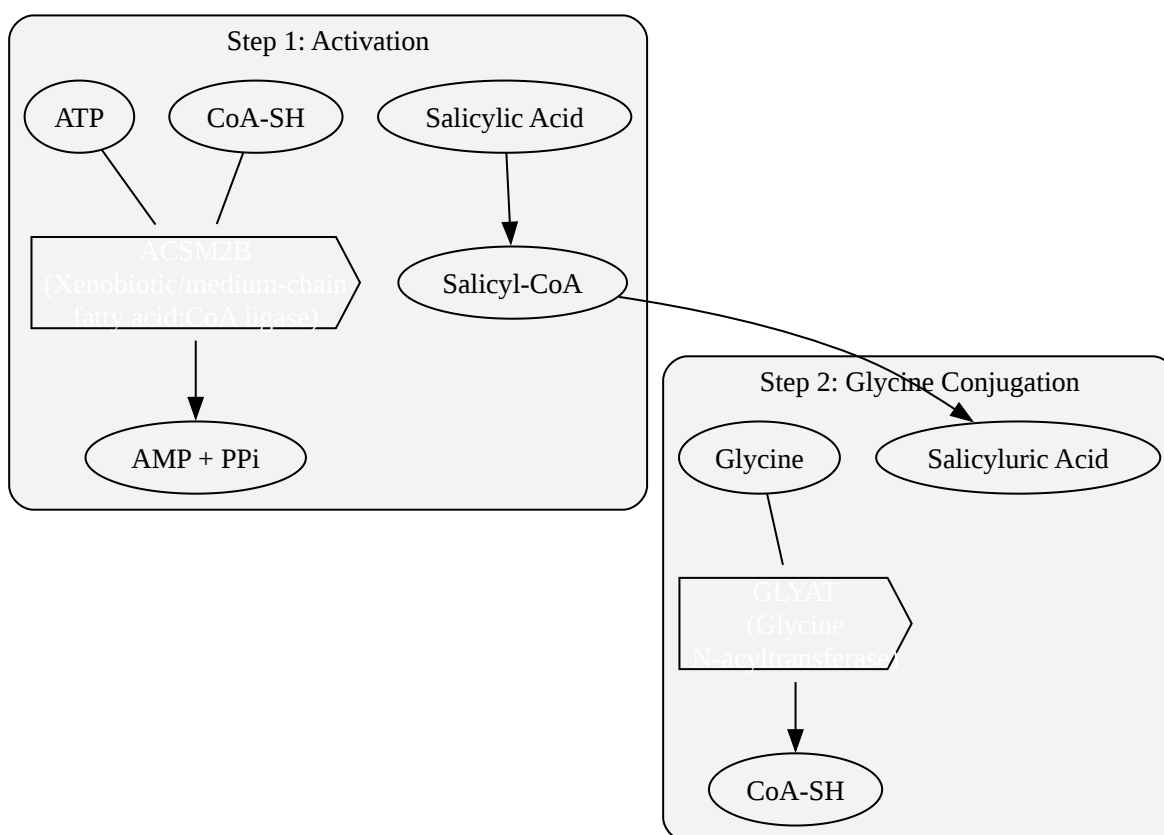 Step 1: Activation
ATP
CoA-SH
Salicylic Acid
ACSM2B
(Xenobiotic/medium-chain
fatty acid:CoA ligase)
Salicyl-CoA
AMP + PPi
Step 2: Glycine Conjugation
Glycine
Salicyluric Acid
GLYAT
(Glycine
N-acyltransferase)
CoA-SH